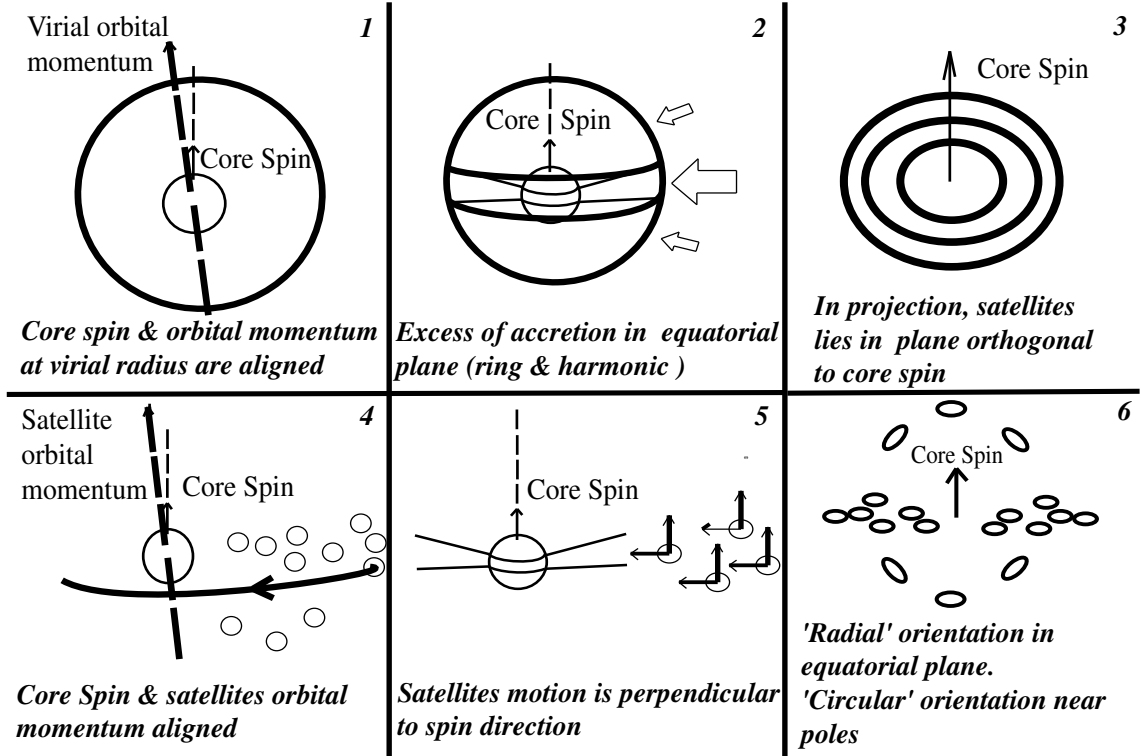 Virial orbital
momentum
1
Core Spin
Core spin & orbital momentum
at virial radius are aligned
2
Core Spin
Excess of accretion in equatorial
plane (ring & harmonic )
3
Core Spin
In projection, satellites
lies in plane orthogonal
to core spin
4
Satellite
orbital
momentum
Core Spin
Core Spin & satellites orbital
momentum aligned
5
Core Spin
Satellites motion is perpendicular
to spin direction
6
Core Spin
'Radial' orientation in
equatorial plane.
'Circular' orientation near
poles